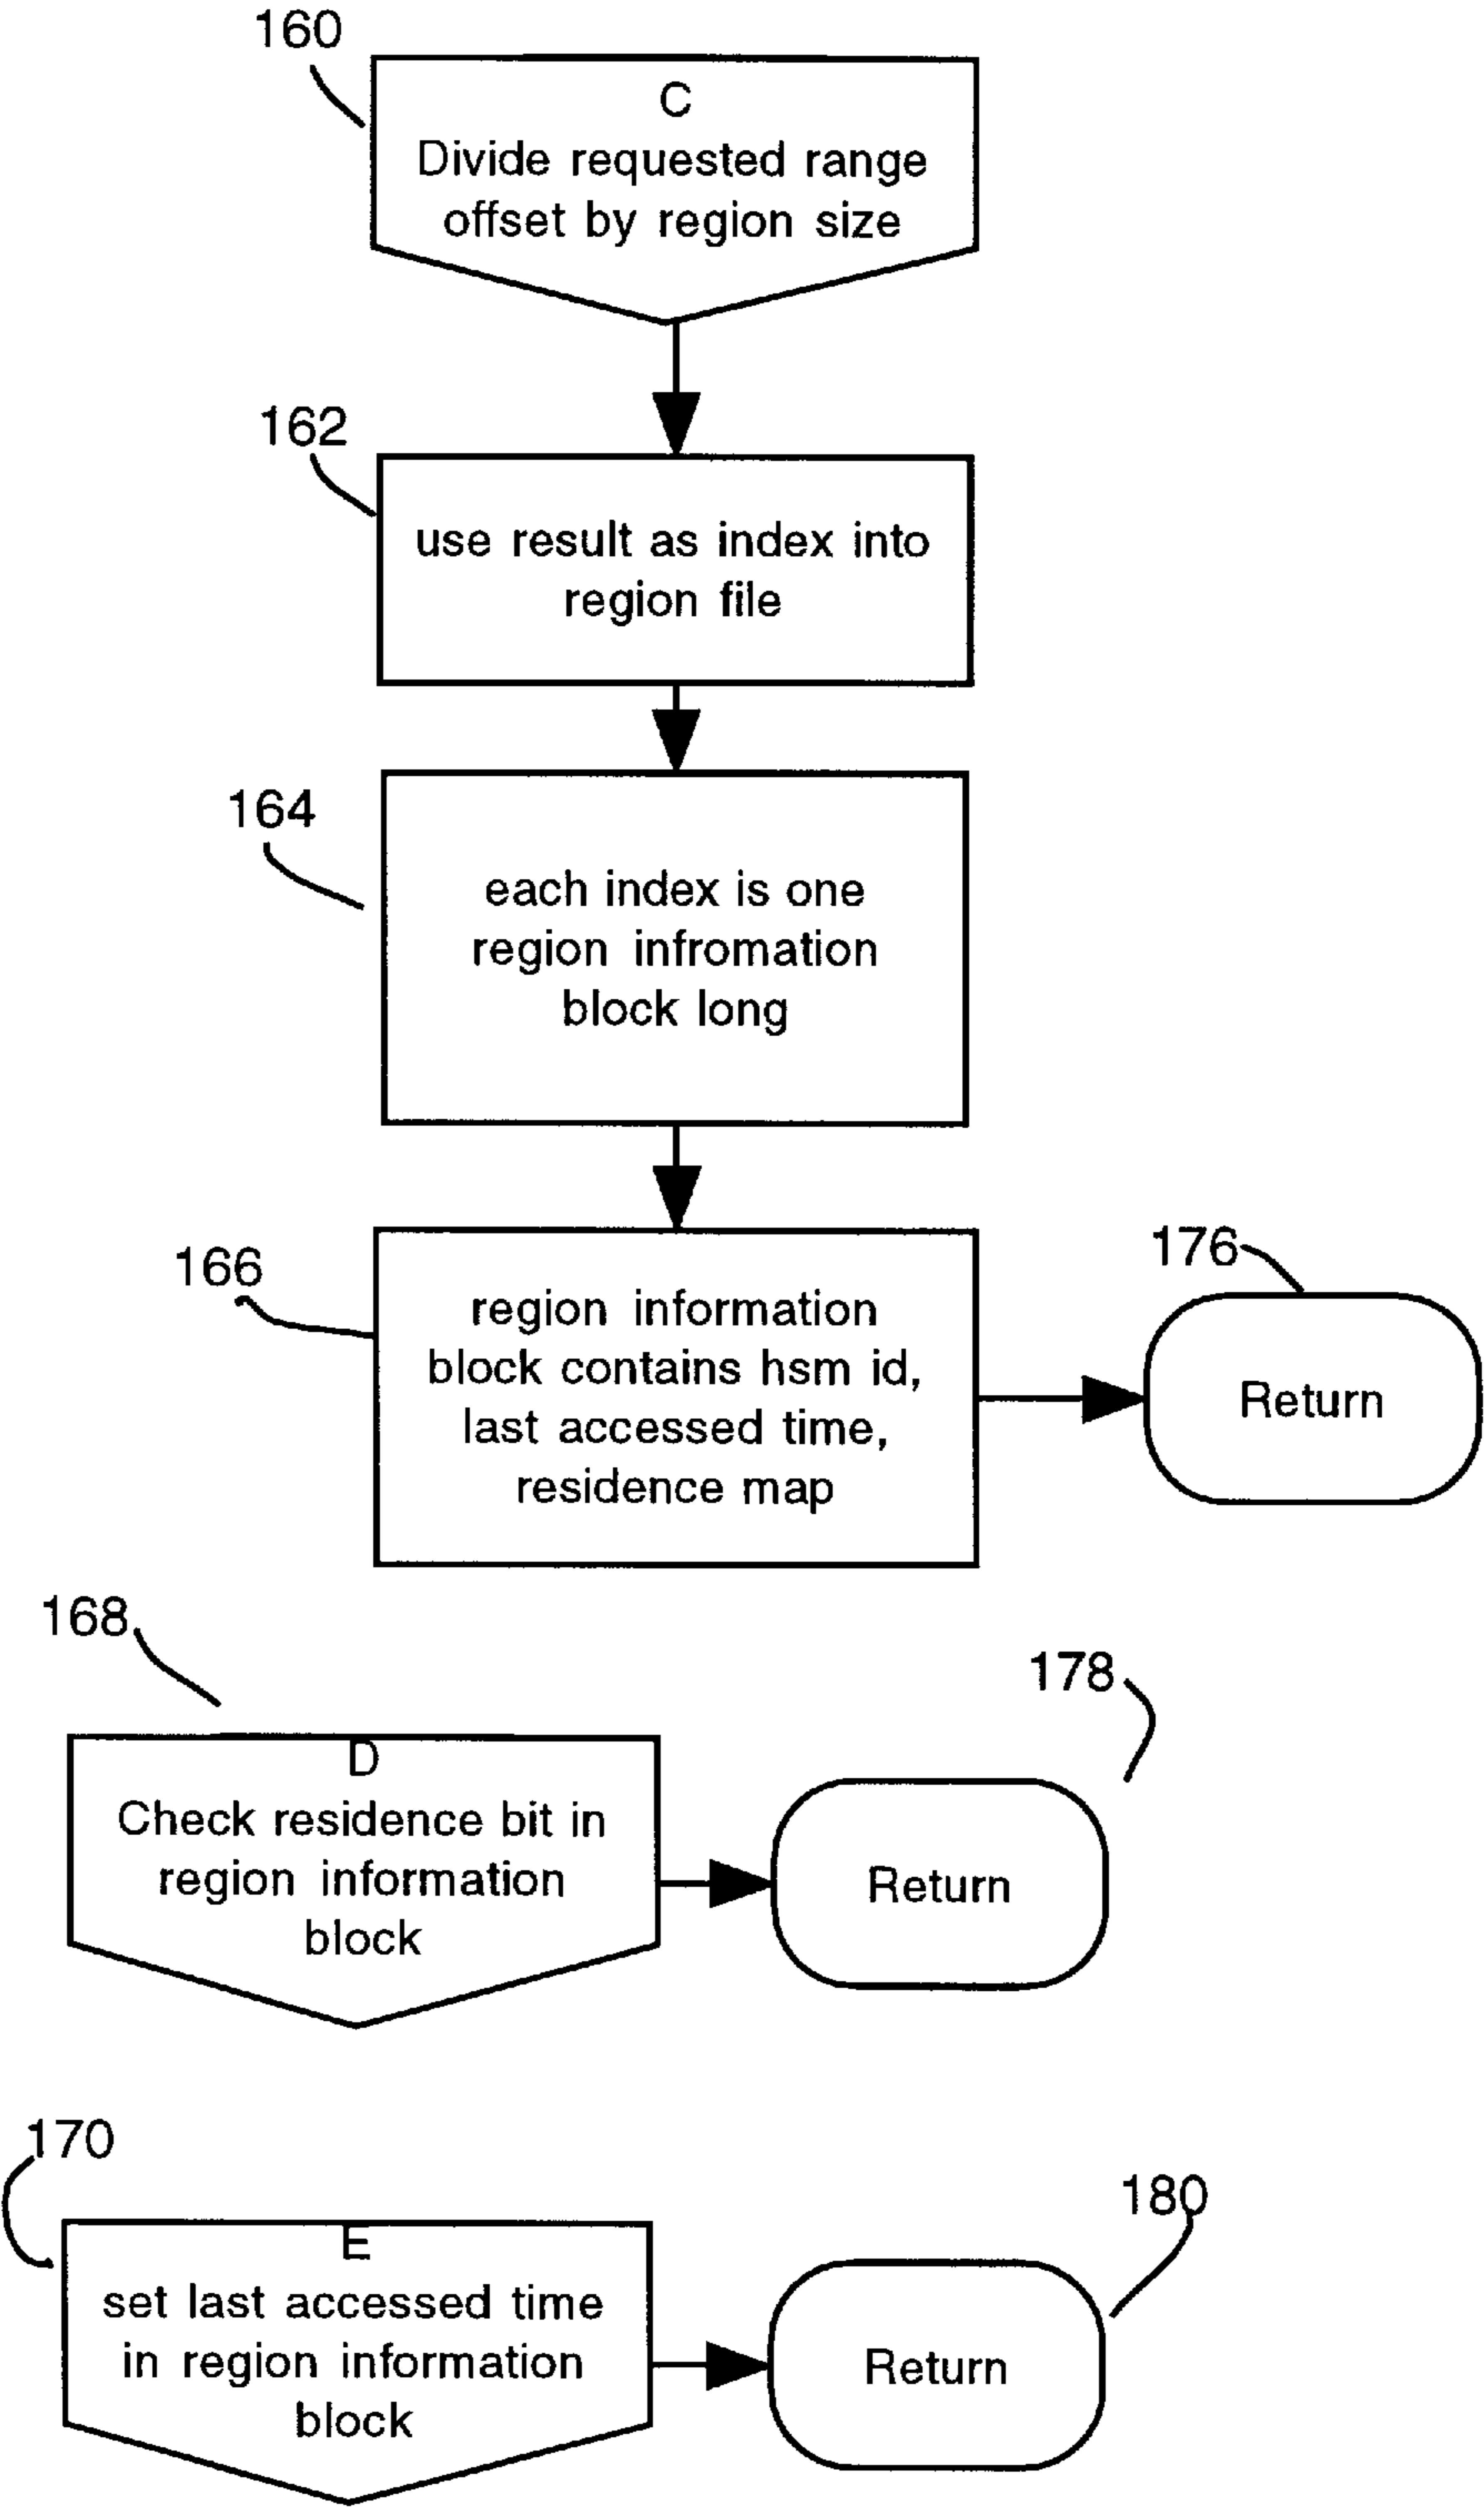 160
C
Divide requested range
offset by region size
162
use result as index into
region file
164
each index is one
region infromation
block long
166
region information
block contains hsm id,
last accessed time,
residence map
176
Return
168
D
Check residence bit in
region information
block
178
Return
170
E
set last accessed time
in region information
block
180
Return